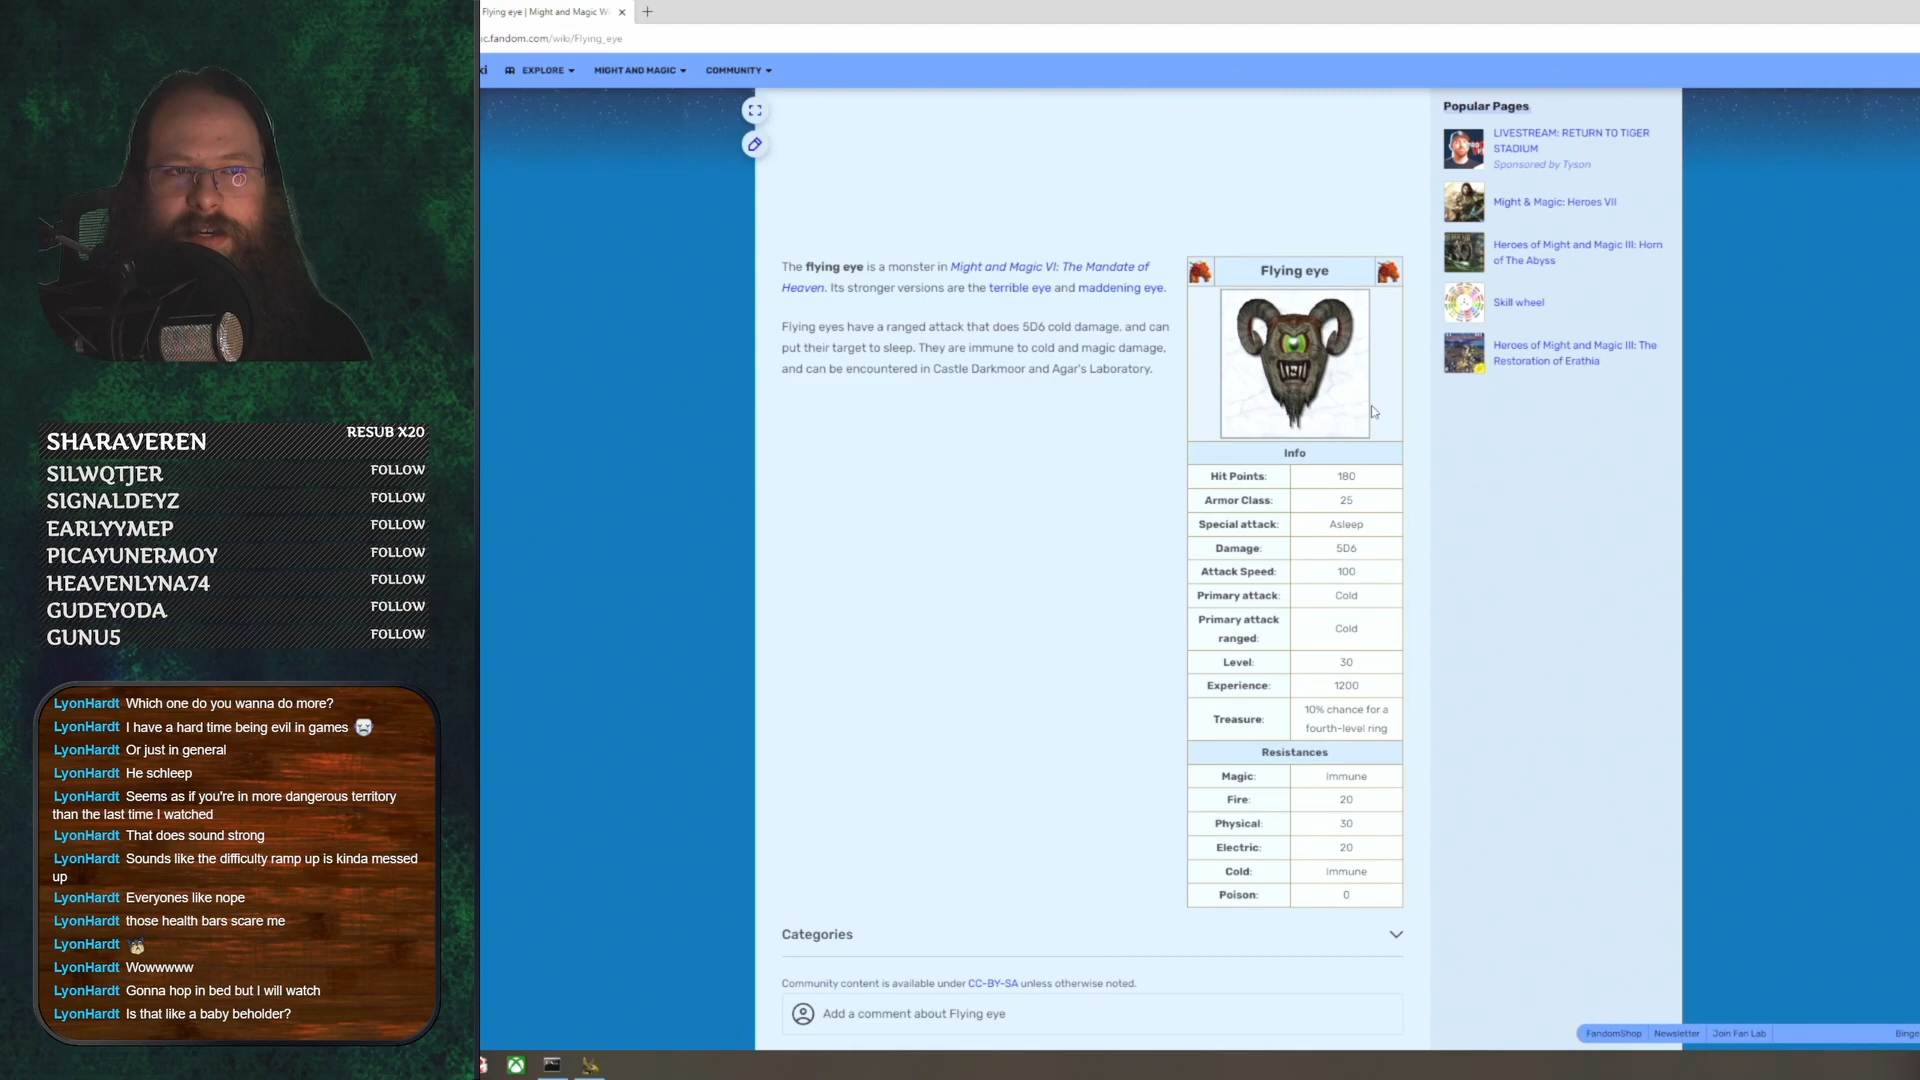 Flying eye | Might and Magic W
c.fandom.com/wiki/Flying_eye
ki
EXPLORE
MIGHT AND MAGIC
COMMUNITY
The flying eye is a monster in Might and Magic VI: The Mandate of
Heaven. Its stronger versions are the terrible eye and maddening eye.
Flying eyes have a ranged attack that does 5D6 cold damage, and can
put their target to sleep. They are immune to cold and magic damage,
and can be encountered in Castle Darkmoor and Agar's Laboratory.
Flying eye
Info
Hit Points: 180
Armor Class: 25
Special attack: Asleep
Damage: 5D6
Attack Speed: 100
Primary attack: Cold
Primary attack
ranged: Cold
Level: 30
Experience: 1200
Treasure: 10% chance for a
fourth-level ring
Resistances
Magic: Immune
Fire: 20
Physical: 30
Electric: 20
Cold: Immune
Poison: 0
Categories
Community content is available under CC-BY-SA unless otherwise noted.
Add a comment about Flying eye
Popular Pages
LIVESTREAM: RETURN TO TIGER
STADIUM
Sponsored by Tyson
Might & Magic: Heroes VII
Heroes of Might and Magic III: Horn
of The Abyss
Skill wheel
Heroes of Might and Magic III: The
Restoration of Erathia
FandomShop Newsletter Join Fan Lab
Binge
SHARAVEREN RESUB X20
SILWQTJER FOLLOW
SIGNALDEYZ FOLLOW
EARLYYMEP FOLLOW
PICAYUNERMOY FOLLOW
HEAVENLYNA74 FOLLOW
GUDEYODA FOLLOW
GUNU5 FOLLOW
LyonHardt Which one do you wanna do more?
LyonHardt I have a hard time being evil in games
LyonHardt Or just in general
LyonHardt He schleep
LyonHardt Seems as if you're in more dangerous territory
than the last time I watched
LyonHardt That does sound strong
LyonHardt Sounds like the difficulty ramp up is kinda messed
up
LyonHardt Everyones like nope
LyonHardt those health bars scare me
LyonHardt
LyonHardt Wowwwww
LyonHardt Gonna hop in bed but I will watch
LyonHardt Is that like a baby beholder?